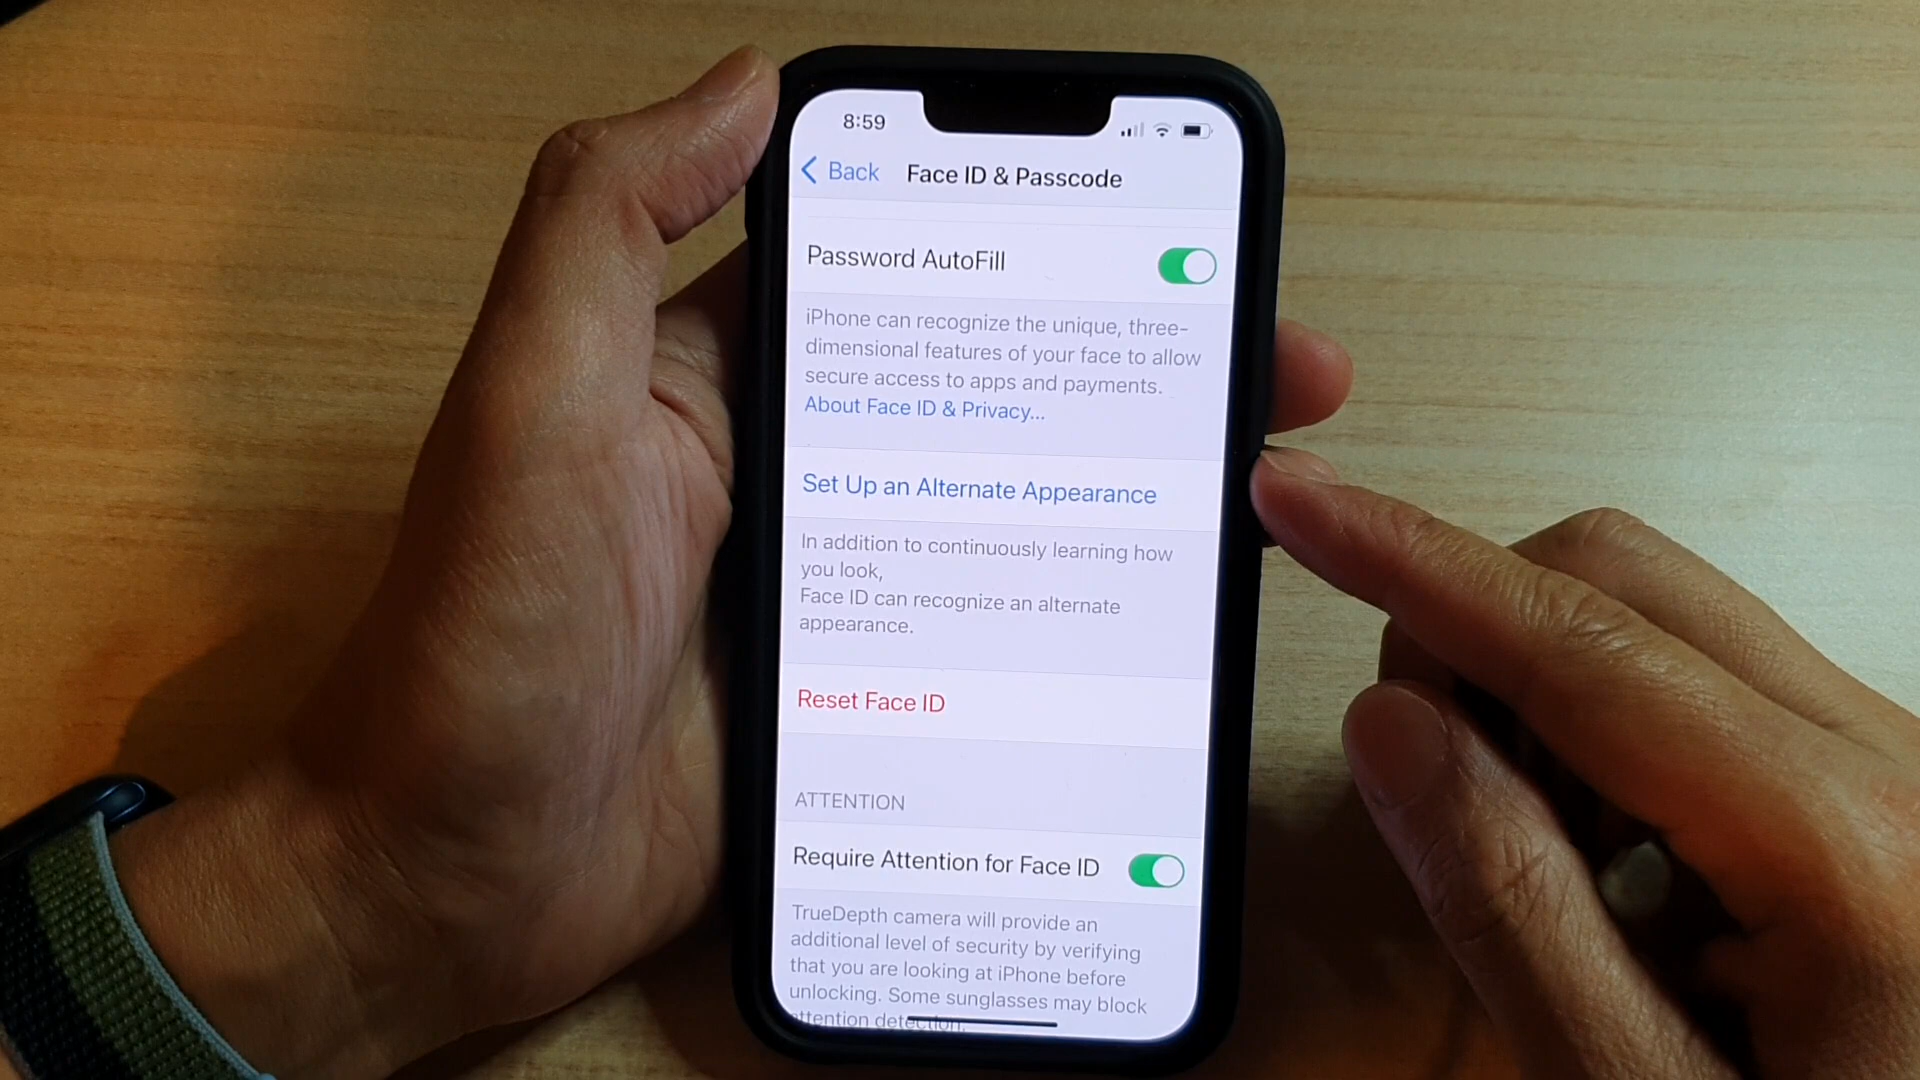 8:59
Back
Face ID & Passcode
Password AutoFill
iPhone can recognize the unique, three-
dimensional features of your face to allow
secure access to apps and payments.
About Face ID & Privacy...
Set Up an Alternate Appearance
In addition to continuously learning how
you look,
Face ID can recognize an alternate
appearance.
Reset Face ID
ATTENTION
Require Attention for Face ID
TrueDepth camera will provide an
additional level of security by verifying
that you are looking at iPhone before
unlocking. Some sunglasses may block
attention detection.